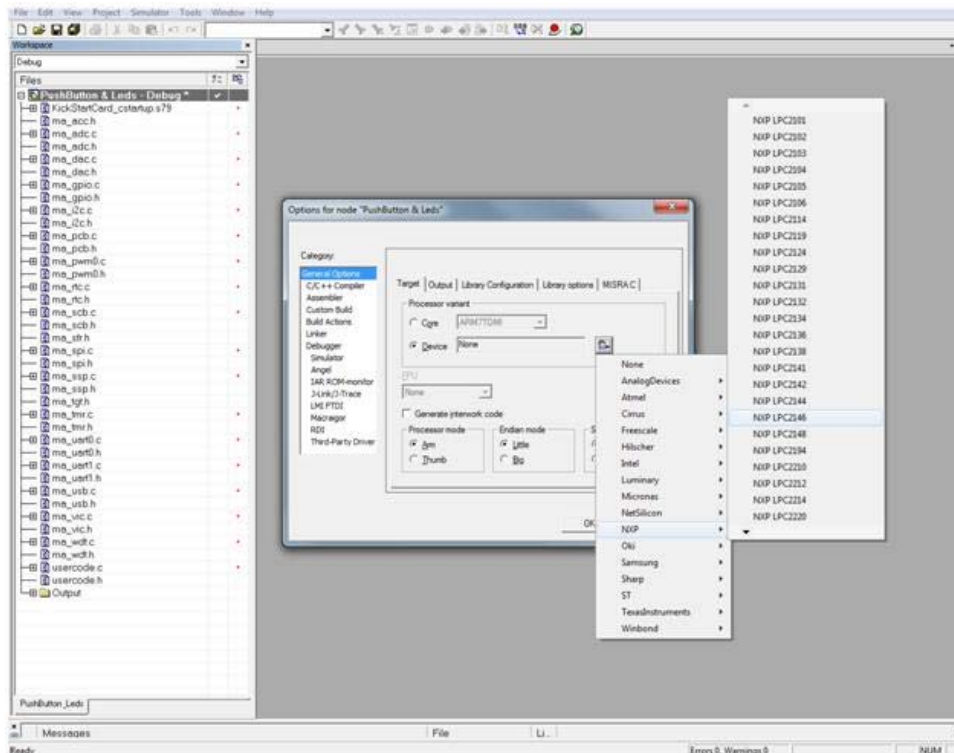 File Edit View Project Simulator Tools Window Help
Workspace
Debug
Files
PushButton & Leds - Debug *
KickStartCard_cstartup.s79
ma_acc.h
ma_adc.c
ma_adc.h
ma_dac.c
ma_dac.h
ma_gpio.c
ma_gpio.h
ma_i2c.c
ma_i2c.h
ma_pcb.c
ma_pcb.h
ma_pwm0.c
ma_pwm0.h
ma_rtc.c
ma_rtc.h
ma_scb.c
ma_scb.h
ma_sfr.h
ma_spi.c
ma_spi.h
ma_ssp.c
ma_ssp.h
ma_tgt.h
ma_tmr.c
ma_tmr.h
ma_uart0.c
ma_uart0.h
ma_uart1.c
ma_uart1.h
ma_usb.c
ma_usb.h
ma_vic.c
ma_vic.h
ma_wdt.c
ma_wdt.h
usercode.c
usercode.h
Output
PushButton_Leds
Options for node "PushButton & Leds"
Category:
General Options
C/C++ Compiler
Assembler
Custom Build
Build Actions
Linker
Debugger
Simulator
Angel
IAR ROM-monitor
J-Link/J-Trace
LMI FTDI
Macraigor
RDI
Third-Party Driver
Target Output Library Configuration Library options MISRA C
Processor variant
Core ARM7TDMI
Device None
FPU
None
Generate interwork code
Processor mode
Arm
Thumb
Endian mode
Little
Big
S
OK
None
AnalogDevices
Atmel
Cirrus
Freescale
Hilscher
Intel
Luminary
Micronas
NetSilicon
NXP
Oki
Samsung
Sharp
ST
TexasInstruments
Winbond
NXP LPC2101
NXP LPC2102
NXP LPC2103
NXP LPC2104
NXP LPC2105
NXP LPC2106
NXP LPC2114
NXP LPC2119
NXP LPC2124
NXP LPC2129
NXP LPC2131
NXP LPC2132
NXP LPC2134
NXP LPC2136
NXP LPC2138
NXP LPC2141
NXP LPC2142
NXP LPC2144
NXP LPC2146
NXP LPC2148
NXP LPC2194
NXP LPC2210
NXP LPC2212
NXP LPC2214
NXP LPC2220
Messages File Li...
Ready Errors 0, Warnings 0 NUM